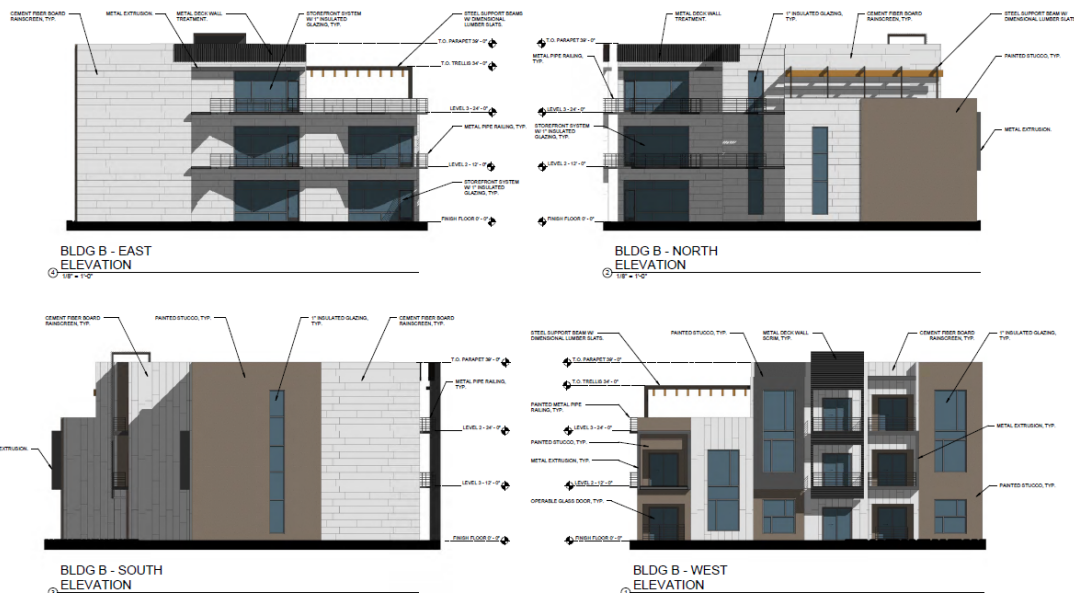 CEMENT FIBER BOARD
RAINSCREEN, TYP.
METAL EXTRUSION.
METAL DECK WALL
TREATMENT.
STOREFRONT SYSTEM
W/ 1" INSULATED
GLAZING, TYP.
STEEL SUPPORT BEAMS
W/ DIMENSIONAL
LUMBER SLATS.
T.O. PARAPET 39' - 0"
T.O. TRELLIS 34' - 0"
LEVEL 3 - 24' - 0"
METAL PIPE RAILING, TYP.
LEVEL 2 - 12' - 0"
STOREFRONT SYSTEM
W/ 1" INSULATED
GLAZING, TYP.
FINISH FLOOR 0' - 0"
BLDG B - EAST
ELEVATION
4
1/8" = 1'-0"
METAL DECK WALL
TREATMENT.
1" INSULATED GLAZING,
TYP.
CEMENT FIBER BOARD
RAINSCREEN, TYP.
STEEL SUPPORT BEAM W/
DIMENSIONAL LUMBER SLATS
T.O. PARAPET 39' - 0"
METAL PIPE RAILING,
TYP.
PAINTED STUCCO, TYP.
LEVEL 3 - 24' - 0"
STOREFRONT SYSTEM
W/ 1" INSULATED
GLAZING, TYP.
METAL EXTRUSION.
LEVEL 2 - 12' - 0"
FINISH FLOOR 0' - 0"
BLDG B - NORTH
ELEVATION
2
1/8" = 1'-0"
CEMENT FIBER BOARD
RAINSCREEN, TYP.
PAINTED STUCCO, TYP.
1" INSULATED GLAZING,
TYP.
CEMENT FIBER BOARD
RAINSCREEN, TYP.
T.O. PARAPET 39' - 0"
METAL PIPE RAILING,
TYP.
LEVEL 2 - 24' - 0"
EXTRUSION.
LEVEL 3 - 12' - 0"
FINISH FLOOR 0' - 0"
BLDG B - SOUTH
ELEVATION
3
STEEL SUPPORT BEAM W/
DIMENSIONAL LUMBER SLATS.
PAINTED STUCCO, TYP.
METAL DECK WALL
SCRIM, TYP.
CEMENT FIBER BOARD
RAINSCREEN, TYP.
1" INSULATED GLAZING,
TYP.
T.O. PARAPET 39' - 0"
T.O. TRELLIS 34' - 0"
PAINTED METAL PIPE
RAILING, TYP.
LEVEL 3 - 24' - 0"
METAL EXTRUSION, TYP.
PAINTED STUCCO, TYP.
METAL EXTRUSION, TYP.
LEVEL 2 - 12' - 0"
PAINTED STUCCO, TYP.
OPERABLE GLASS DOOR, TYP.
FINISH FLOOR 0' - 0"
BLDG B - WEST
ELEVATION
1